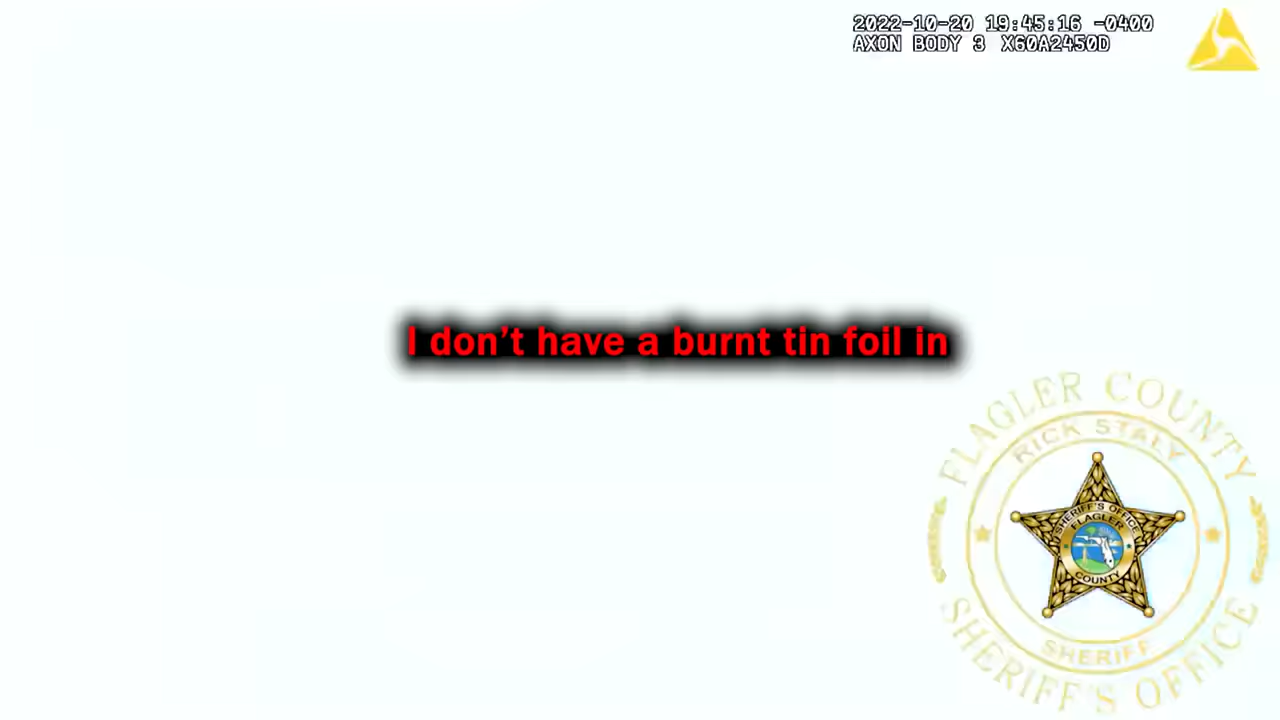 2022-10-20 19:45:16 -0400
AXON BODY 3 X60A2450D
I don't have a burnt tin foil in
FLAGLER COUNTY
RICK STALY
SHERIFF'S OFFICE
FLAGLER
COUNTY
SHERIFF
SHERIFF'S OFFICE